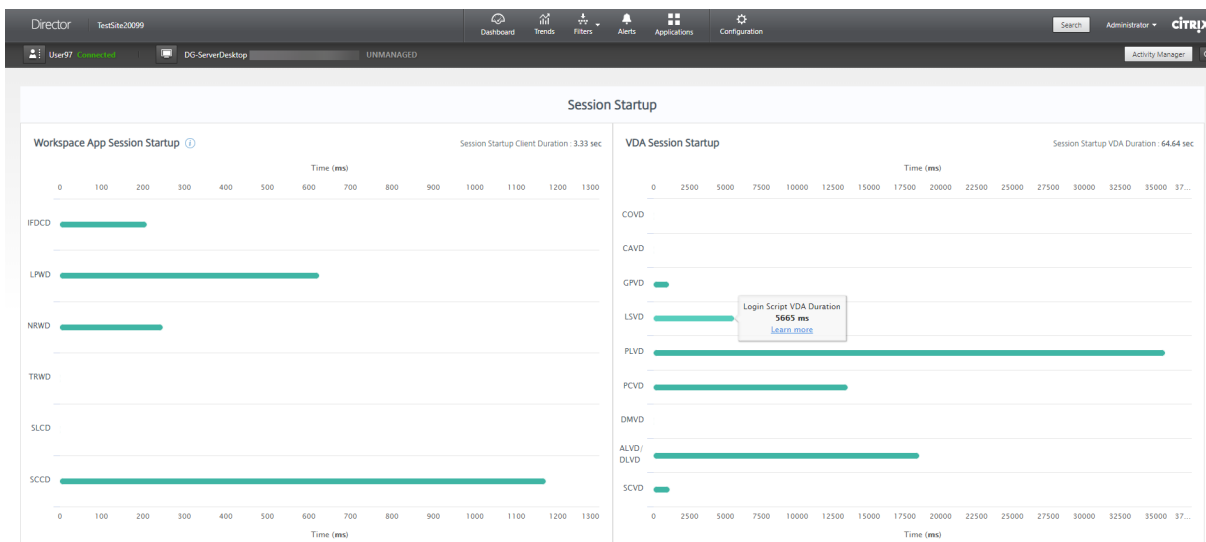 Director TestSite20099 Dashboard Trends Filters Alerts Applications Configuration Search Administrator citrix
User97 Connected DG-ServerDesktop UNMANAGED Activity Manager
Session Startup
Workspace App Session Startup Session Startup Client Duration : 3.33 sec
Time (ms)
0 100 200 300 400 500 600 700 800 900 1000 1100 1200 1300
IFDCD
LPWD
NRWD
TRWD
SLCD
SCCD
0 100 200 300 400 500 600 700 800 900 1000 1100 1200 1300
Time (ms)
VDA Session Startup Session Startup VDA Duration : 64.64 sec
Time (ms)
0 2500 5000 7500 10000 12500 15000 17500 20000 22500 25000 27500 30000 32500 35000 37...
COVD
CAVD
GPVD
LSVD
Login Script VDA Duration
5665 ms
Learn more
PLVD
PCVD
DMVD
ALVD/
DLVD
SCVD
0 2500 5000 7500 10000 12500 15000 17500 20000 22500 25000 27500 30000 32500 35000 37...
Time (ms)